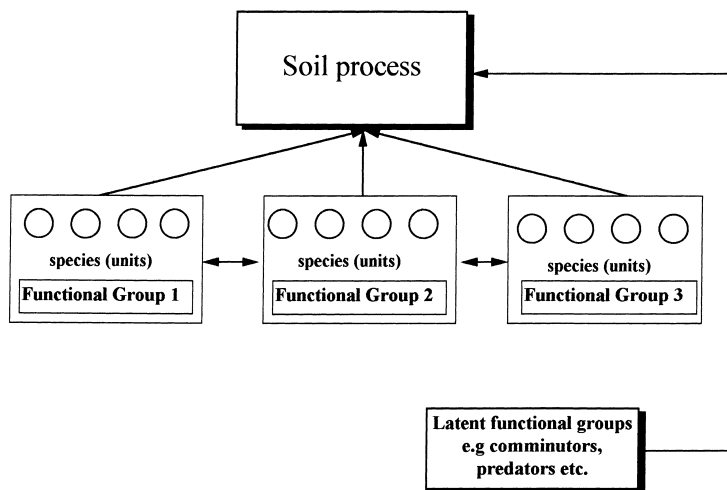 Soil process
species (units)
Functional Group 1
species (units)
Functional Group 2
species (units)
Functional Group 3
Latent functional groups
e.g comminutors,
predators etc.